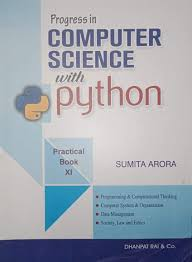 Progress in
COMPUTER
SCIENCE
with
python
Practical
Book
XI
SUMITA ARORA
Programming & Computational Thinking
Computer System & Organisation
Data Management
Society, Law and Ethics
DHANPAT RAI & Co.